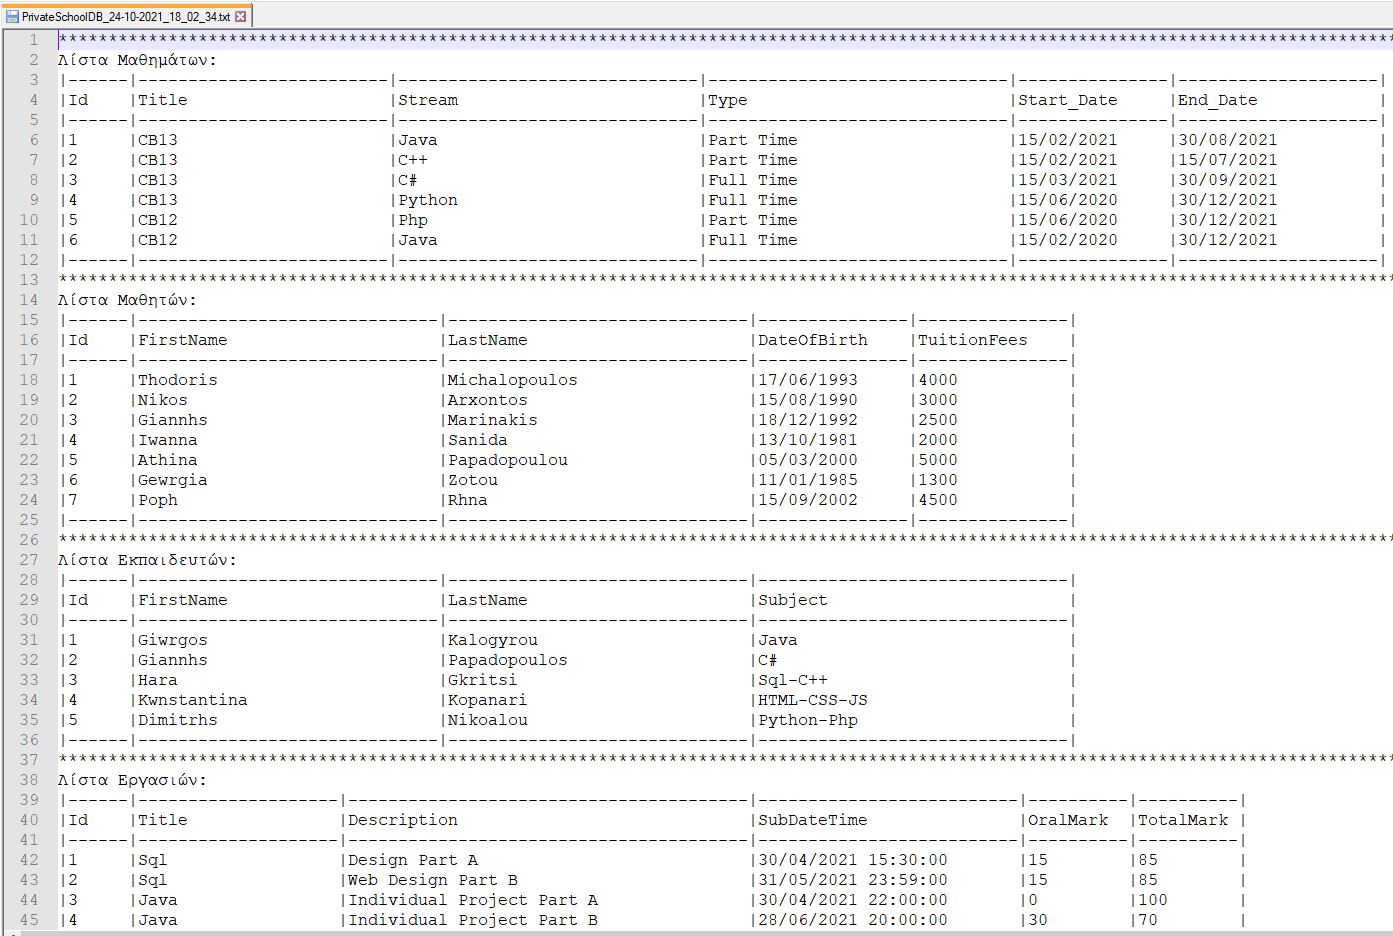 PrivateSchoolDB_24-10-2021_18_02_34.txt
1 **************************************************************************************************************************************
2 Λίστα Μαθημάτων:
3 |------|-------------------------|------------------------------|------------------------------|---------------|--------------------|
4 |Id |Title |Stream |Type |Start_Date |End_Date |
5 |------|-------------------------|------------------------------|------------------------------|---------------|--------------------|
6 |1 |CB13 |Java |Part Time |15/02/2021 |30/08/2021 |
7 |2 |CB13 |C++ |Part Time |15/02/2021 |15/07/2021 |
8 |3 |CB13 |C# |Full Time |15/03/2021 |30/09/2021 |
9 |4 |CB13 |Python |Full Time |15/06/2020 |30/12/2021 |
10 |5 |CB12 |Php |Part Time |15/06/2020 |30/12/2021 |
11 |6 |CB12 |Java |Full Time |15/02/2020 |30/12/2021 |
12 |------|-------------------------|------------------------------|------------------------------|---------------|--------------------|
13 **************************************************************************************************************************************
14 Λίστα Μαθητών:
15 |------|------------------------------|------------------------------|---------------|---------------|
16 |Id |FirstName |LastName |DateOfBirth |TuitionFees |
17 |------|------------------------------|------------------------------|---------------|---------------|
18 |1 |Thodoris |Michalopoulos |17/06/1993 |4000 |
19 |2 |Nikos |Arxontos |15/08/1990 |3000 |
20 |3 |Giannhs |Marinakis |18/12/1992 |2500 |
21 |4 |Iwanna |Sanida |13/10/1981 |2000 |
22 |5 |Athina |Papadopoulou |05/03/2000 |5000 |
23 |6 |Gewrgia |Zotou |11/01/1985 |1300 |
24 |7 |Poph |Rhna |15/09/2002 |4500 |
25 |------|------------------------------|------------------------------|---------------|---------------|
26 **************************************************************************************************************************************
27 Λίστα Εκπαιδευτών:
28 |------|------------------------------|------------------------------|-------------------------------|
29 |Id |FirstName |LastName |Subject |
30 |------|------------------------------|------------------------------|-------------------------------|
31 |1 |Giwrgos |Kalogyrou |Java |
32 |2 |Giannhs |Papadopoulos |C# |
33 |3 |Hara |Gkritsi |Sql-C++ |
34 |4 |Kwnstantina |Kopanari |HTML-CSS-JS |
35 |5 |Dimitrhs |Nikoalou |Python-Php |
36 |------|------------------------------|------------------------------|-------------------------------|
37 **************************************************************************************************************************************
38 Λίστα Εργασιών:
39 |------|--------------------|----------------------------------------|--------------------------|----------|----------|
40 |Id |Title |Description |SubDateTime |OralMark |TotalMark |
41 |------|--------------------|----------------------------------------|--------------------------|----------|----------|
42 |1 |Sql |Design Part A |30/04/2021 15:30:00 |15 |85 |
43 |2 |Sql |Web Design Part B |31/05/2021 23:59:00 |15 |85 |
44 |3 |Java |Individual Project Part A |30/04/2021 22:00:00 |0 |100 |
45 |4 |Java |Individual Project Part B |28/06/2021 20:00:00 |30 |70 |